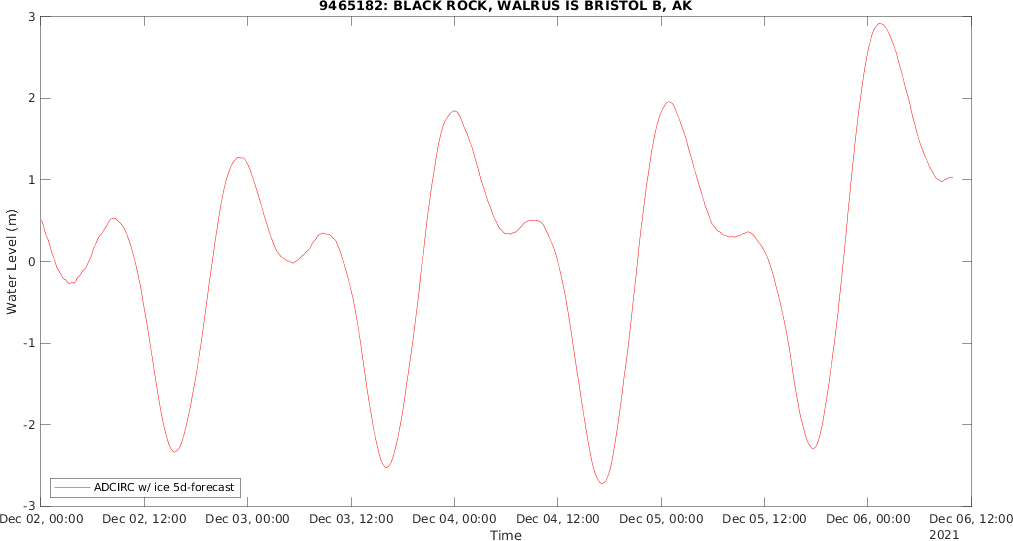 9465182: BLACK ROCK, WALRUS IS BRISTOL B, AK
3
2
1
0
-1
-2
-3
Water Level (m)
ADCIRC w/ ice 5d-forecast
Dec 02, 00:00 Dec 02, 12:00 Dec 03, 00:00 Dec 03, 12:00 Dec 04, 00:00 Dec 04, 12:00 Dec 05, 00:00 Dec 05, 12:00 Dec 06, 00:00 Dec 06, 12:00
Time
2021